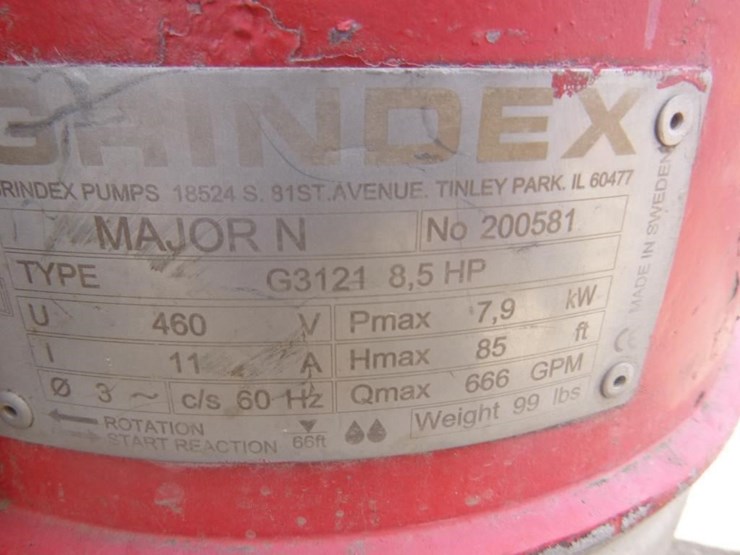 GRINDEX
GRINDEX PUMPS 18524 S. 81ST. AVENUE. TINLEY PARK. IL 60477
MAJOR N No 200581
TYPE G3121 8,5 HP
U 460 V Pmax 7,9 kW
I 11 A Hmax 85 ft
Ø 3 ~ c/s 60 Hz Qmax 666 GPM
ROTATION
START REACTION 66ft Weight 99 lbs
MADE IN SWEDEN